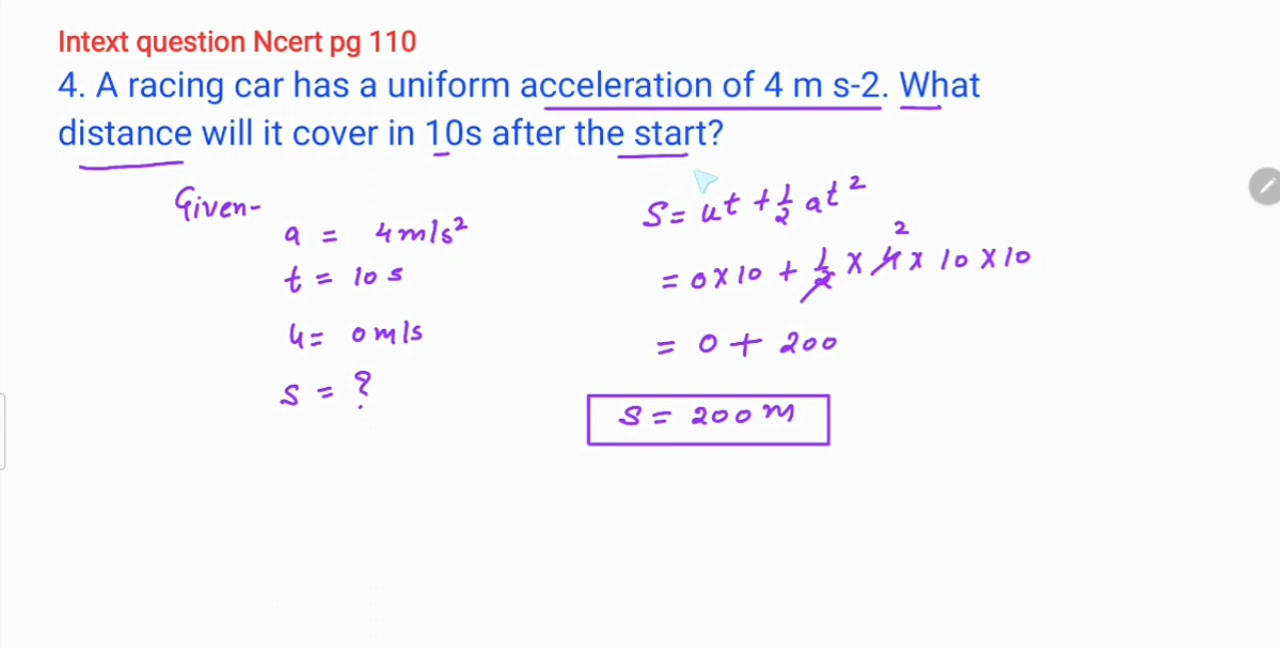 Intext question Ncert pg 110
4. A racing car has a uniform acceleration of 4 m s-2. What
distance will it cover in 10s after the start?
Given-
a = 4m/s²
t = 10 s
u = 0 m/s
s = ?
S = ut + 1/2 at²
= 0 x 10 + 1/2 x 4 x 10 x 10
2
= 0 + 200
S = 200 m